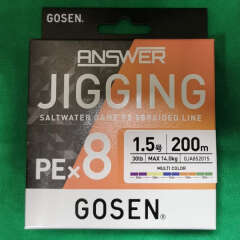 GOSEN.
ANSWER
JIGGING
SALTWATER GAME
BRAIDED LINE
PE×8
1.5号 200m
30lb MAX 14.0kg GJA852015
MULTI COLOR
GOSEN®